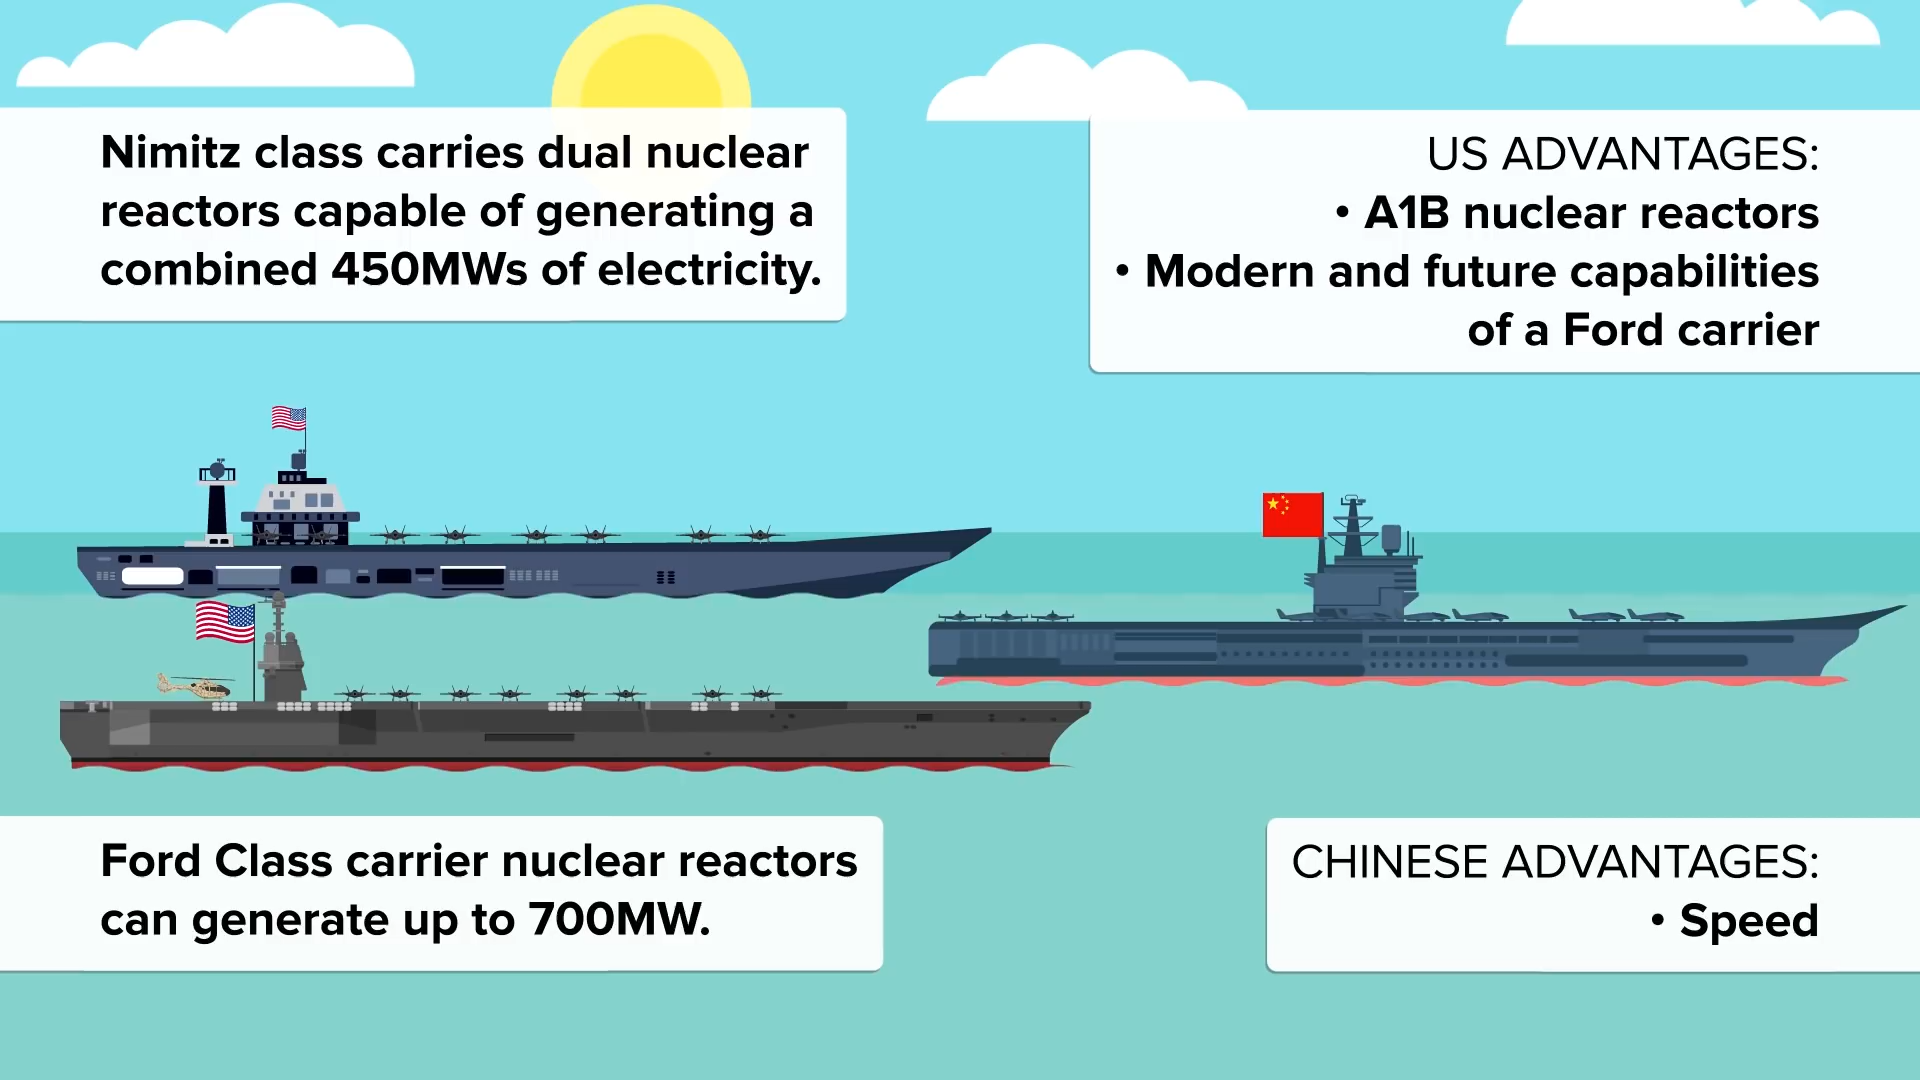 Nimitz class carries dual nuclear
reactors capable of generating a
combined 450MWs of electricity.
US ADVANTAGES:
• A1B nuclear reactors
• Modern and future capabilities
of a Ford carrier
Ford Class carrier nuclear reactors
can generate up to 700MW.
CHINESE ADVANTAGES:
• Speed